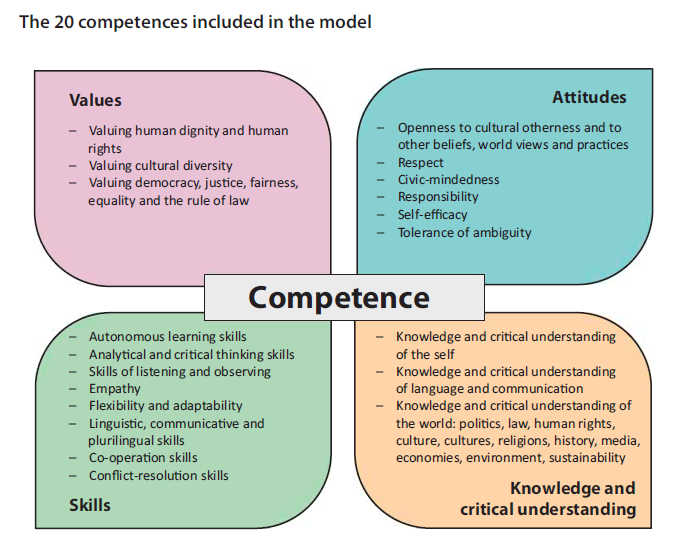 The 20 competences included in the model
Values
– Valuing human dignity and human
rights
– Valuing cultural diversity
– Valuing democracy, justice, fairness,
equality and the rule of law
Attitudes
– Openness to cultural otherness and to
other beliefs, world views and practices
– Respect
– Civic-mindedness
– Responsibility
– Self-efficacy
– Tolerance of ambiguity
Competence
– Autonomous learning skills
– Analytical and critical thinking skills
– Skills of listening and observing
– Empathy
– Flexibility and adaptability
– Linguistic, communicative and
plurilingual skills
– Co-operation skills
– Conflict-resolution skills
Skills
– Knowledge and critical understanding
of the self
– Knowledge and critical understanding
of language and communication
– Knowledge and critical understanding of
the world: politics, law, human rights,
culture, cultures, religions, history, media,
economies, environment, sustainability
Knowledge and
critical understanding